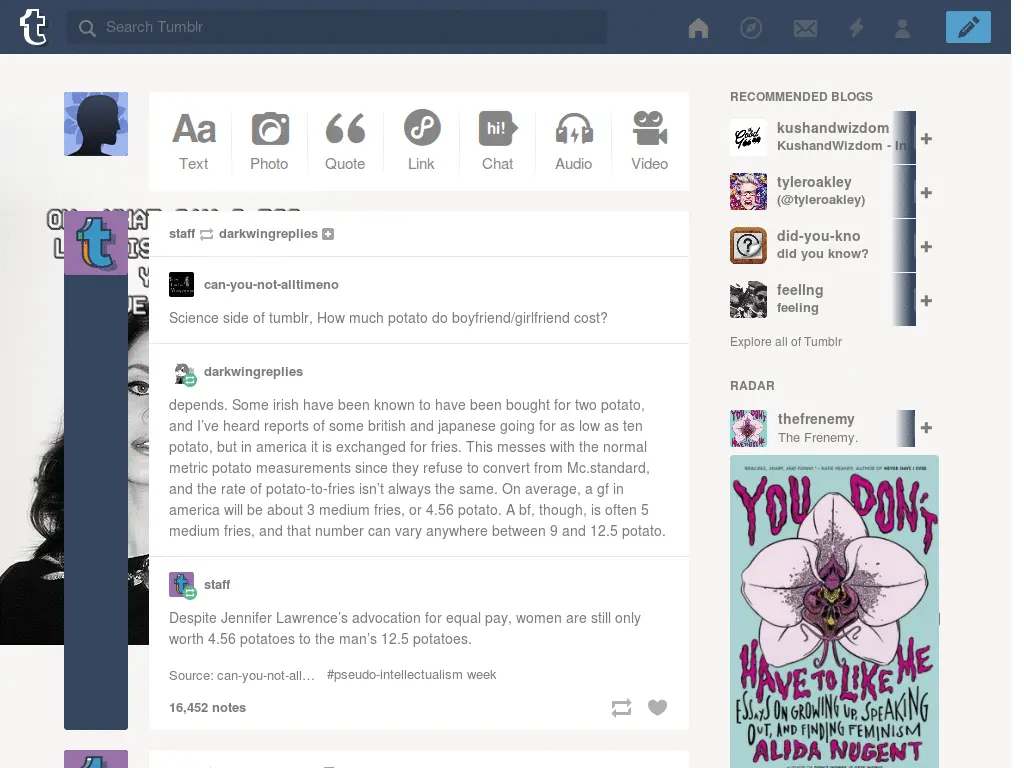 t
Search Tumblr
Aa
hi!
Text
Photo
Quote
Link
Chat
Audio
Video
staff darkwingreplies
can-you-not-alltimeno
Science side of tumblr, How much potato do boyfriend/girlfriend cost?
darkwingreplies
depends. Some irish have been known to have been bought for two potato,
and I’ve heard reports of some british and japanese going for as low as ten
potato, but in america it is exchanged for fries. This messes with the normal
metric potato measurements since they refuse to convert from Mc.standard,
and the rate of potato-to-fries isn’t always the same. On average, a gf in
america will be about 3 medium fries, or 4.56 potato. A bf, though, is often 5
medium fries, and that number can vary anywhere between 9 and 12.5 potato.
staff
Despite Jennifer Lawrence’s advocation for equal pay, women are still only
worth 4.56 potatoes to the man’s 12.5 potatoes.
Source: can-you-not-all… #pseudo-intellectualism week
16,492 notes
RECOMMENDED BLOGS
kushandwizdom
KushandWizdom - In
tyleroakley
(@tyleroakley)
did-you-kno
did you know?
feellng
feeling
Explore all of Tumblr
RADAR
thefrenemy
The Frenemy.
YOU DON'T
HAVE TO LIKE ME
ESSAYS ON GROWING UP, SPEAKING
OUT, AND FINDING FEMINISM
ALIDA NUGENT